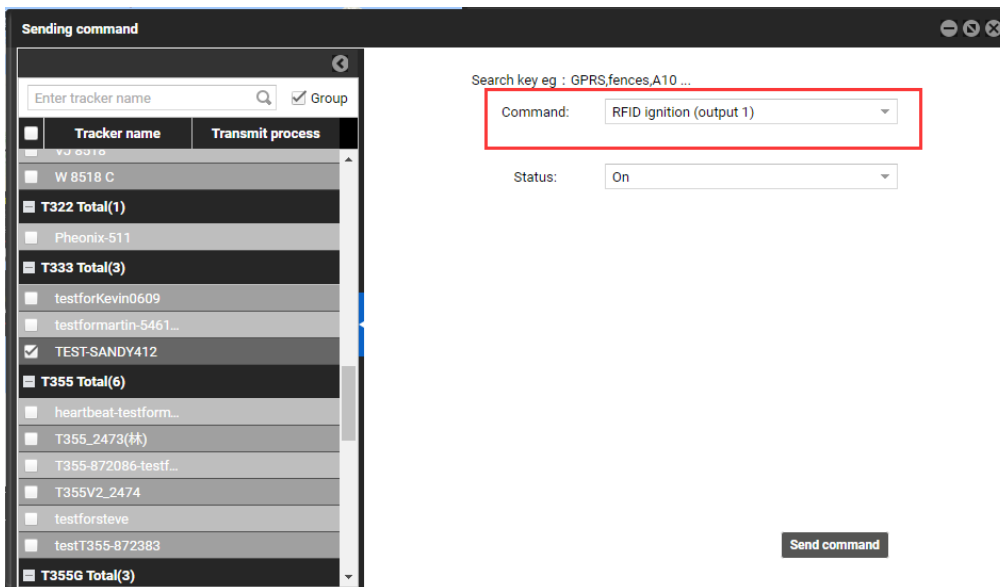 Sending command
Enter tracker name
Group
Tracker name Transmit process
VJ 8518
W 8518 C
T322 Total(1)
Pheonix-511
T333 Total(3)
testforKevin0609
testformartin-5461...
TEST-SANDY412
T355 Total(6)
heartbeat-testform...
T355_2473(林)
T355-872086-testf...
T355V2_2474
testforsteve
testT355-872383
T355G Total(3)
Search key eg : GPRS,fences,A10 ...
Command: RFID ignition (output 1)
Status: On
Send command